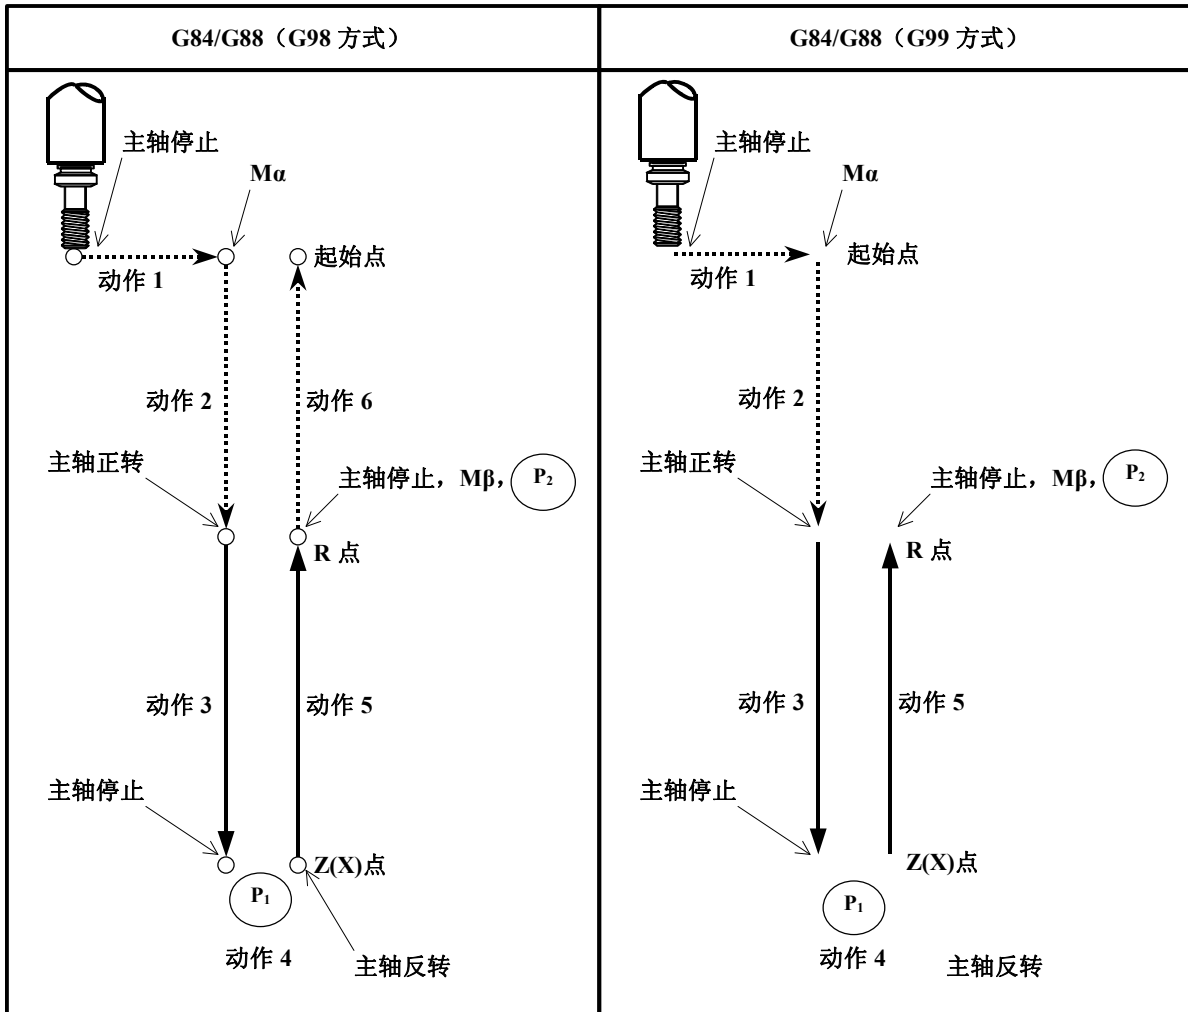 G84/G88（G98 方式）
主轴停止
Mα
起始点
动作 1
动作 2
动作 6
主轴正转
主轴停止，Mβ，
P₂
R 点
动作 3
动作 5
主轴停止
Z(X)点
P₁
动作 4
主轴反转
G84/G88（G99 方式）
主轴停止
Mα
起始点
动作 1
动作 2
主轴正转
主轴停止，Mβ，
P₂
R 点
动作 3
动作 5
主轴停止
Z(X)点
P₁
动作 4
主轴反转